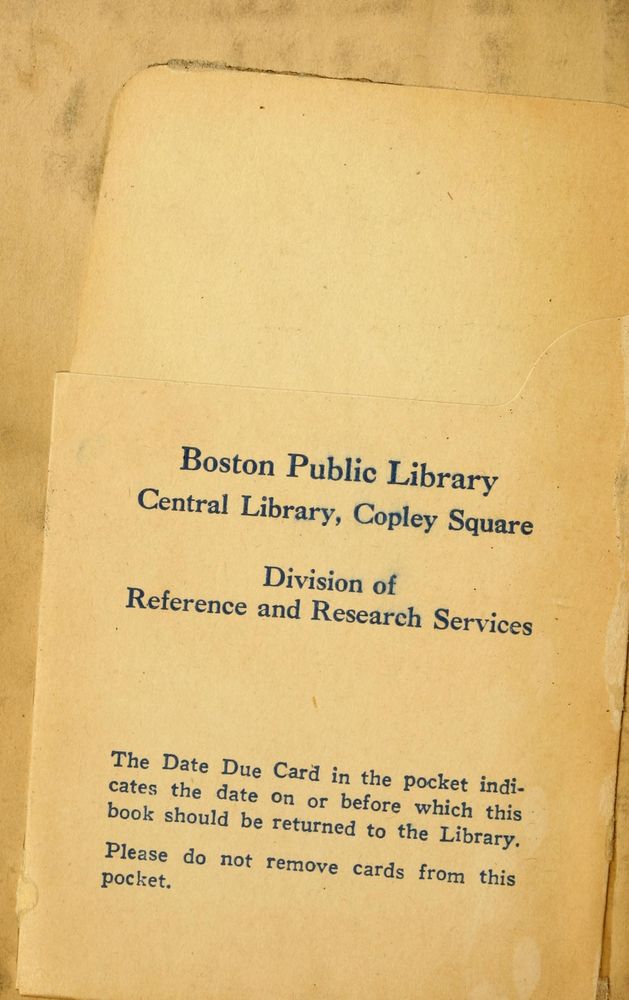 Boston Public Library
Central Library, Copley Square
Division of
Reference and Research Services
The Date Due Card in the pocket indi-
cates the date on or before which this
book should be returned to the Library.
Please do not remove cards from this
pocket.